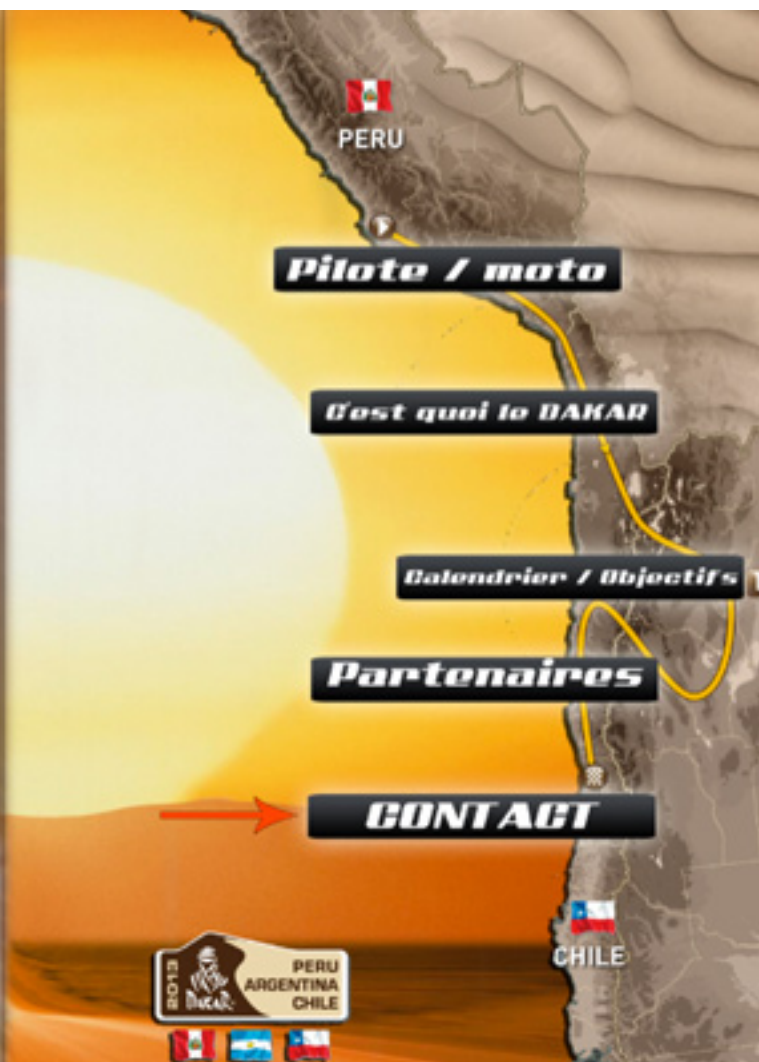 PERU
Pilote / moto
C'est quoi le DAKAR
Calendrier / Objectifs
Partenaires
CONTACT
CHILE
2013
DAKAR
PERU
ARGENTINA
CHILE